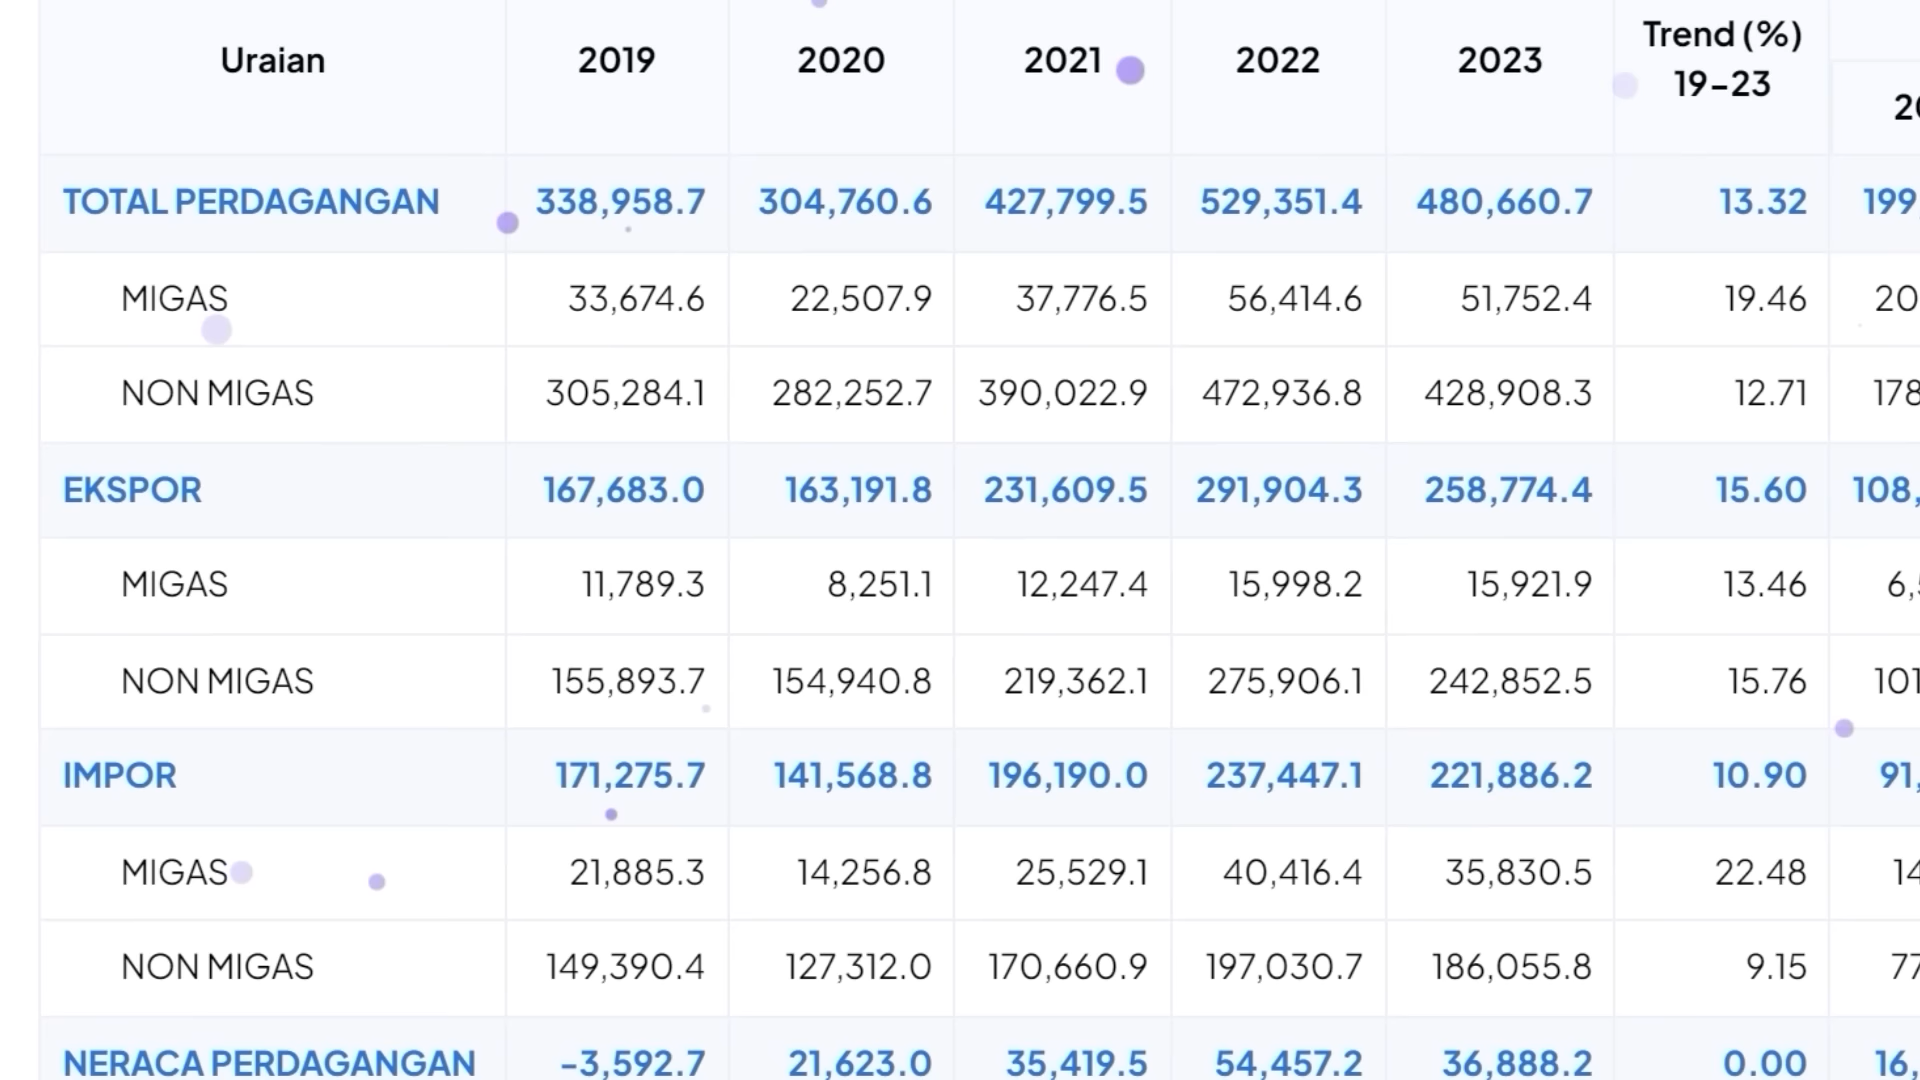 Uraian 2019 2020 2021 2022 2023 Trend (%)
19-23
TOTAL PERDAGANGAN 338,958.7 304,760.6 427,799.5 529,351.4 480,660.7 13.32 199
MIGAS 33,674.6 22,507.9 37,776.5 56,414.6 51,752.4 19.46 20
NON MIGAS 305,284.1 282,252.7 390,022.9 472,936.8 428,908.3 12.71 178
EKSPOR 167,683.0 163,191.8 231,609.5 291,904.3 258,774.4 15.60 108,
MIGAS 11,789.3 8,251.1 12,247.4 15,998.2 15,921.9 13.46 6,
NON MIGAS 155,893.7 154,940.8 219,362.1 275,906.1 242,852.5 15.76 101
IMPOR 171,275.7 141,568.8 196,190.0 237,447.1 221,886.2 10.90 91,
MIGAS 21,885.3 14,256.8 25,529.1 40,416.4 35,830.5 22.48 14
NON MIGAS 149,390.4 127,312.0 170,660.9 197,030.7 186,055.8 9.15 77
NERACA PERDAGANGAN -3,592.7 21,623.0 35,419.5 54,457.2 36,888.2 0.00 16,